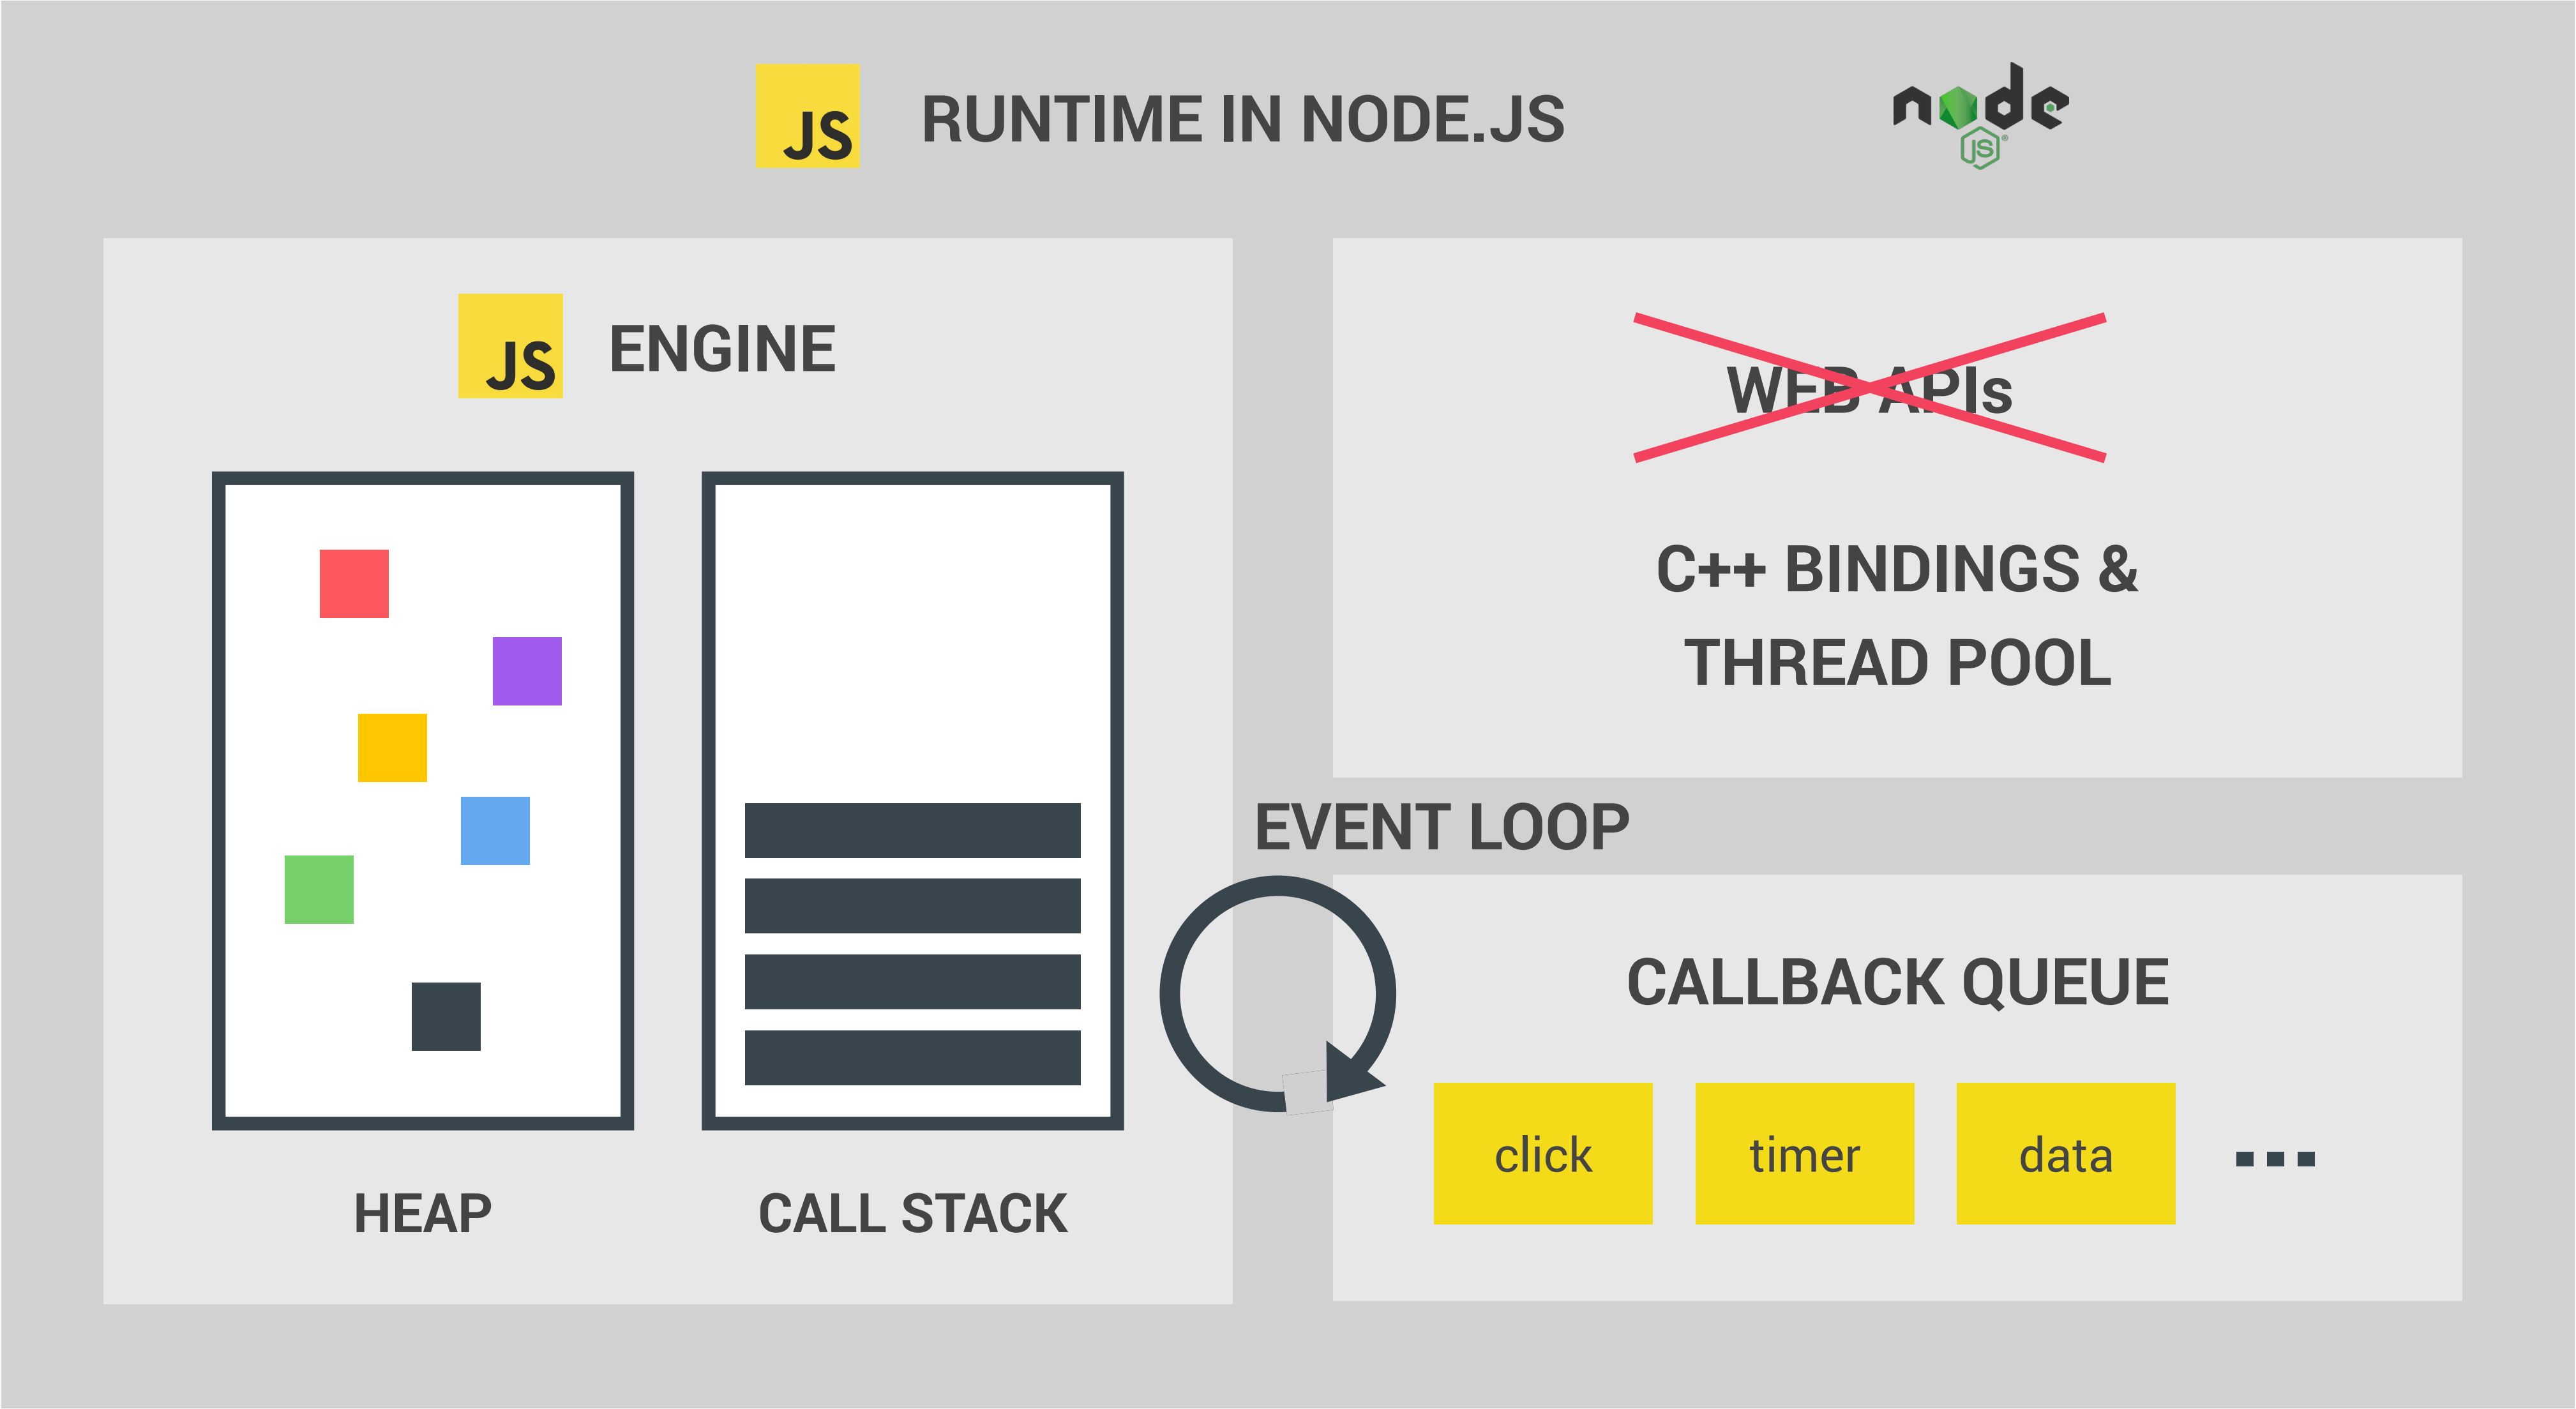 JS RUNTIME IN NODE.JS
node
JS®
JS ENGINE
HEAP
CALL STACK
WEB APIs
C++ BINDINGS &
THREAD POOL
EVENT LOOP
CALLBACK QUEUE
click
timer
data
...